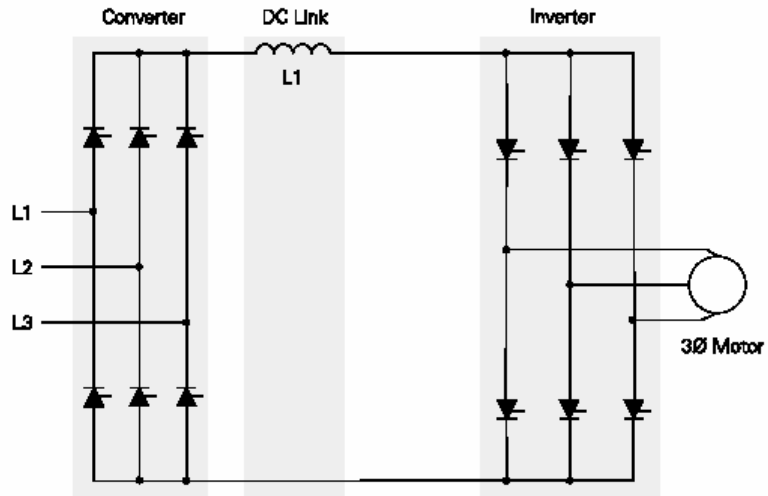 Converter
DC Link
Inverter
L1
L1
L2
L3
3Ø Motor